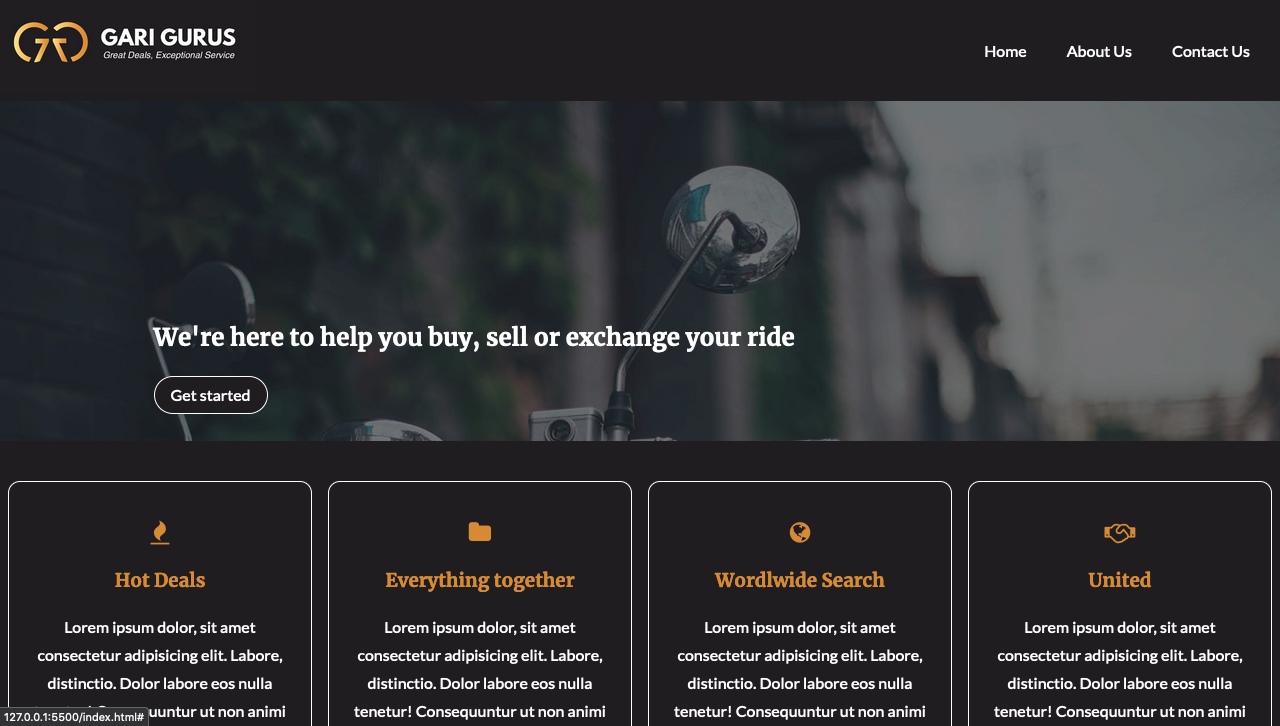 GARI GURUS
Great Deals, Exceptional Service
Home About Us Contact Us
We're here to help you buy, sell or exchange your ride
Get started
Hot Deals
Lorem ipsum dolor, sit amet
consectetur adipisicing elit. Labore,
distinctio. Dolor labore eos nulla
Consequuntur ut non animi
Everything together
Lorem ipsum dolor, sit amet
consectetur adipisicing elit. Labore,
distinctio. Dolor labore eos nulla
tenetur! Consequuntur ut non animi
Wordlwide Search
Lorem ipsum dolor, sit amet
consectetur adipisicing elit. Labore,
distinctio. Dolor labore eos nulla
tenetur! Consequuntur ut non animi
United
Lorem ipsum dolor, sit amet
consectetur adipisicing elit. Labore,
distinctio. Dolor labore eos nulla
tenetur! Consequuntur ut non animi
127.0.0.1:5500/index.html#